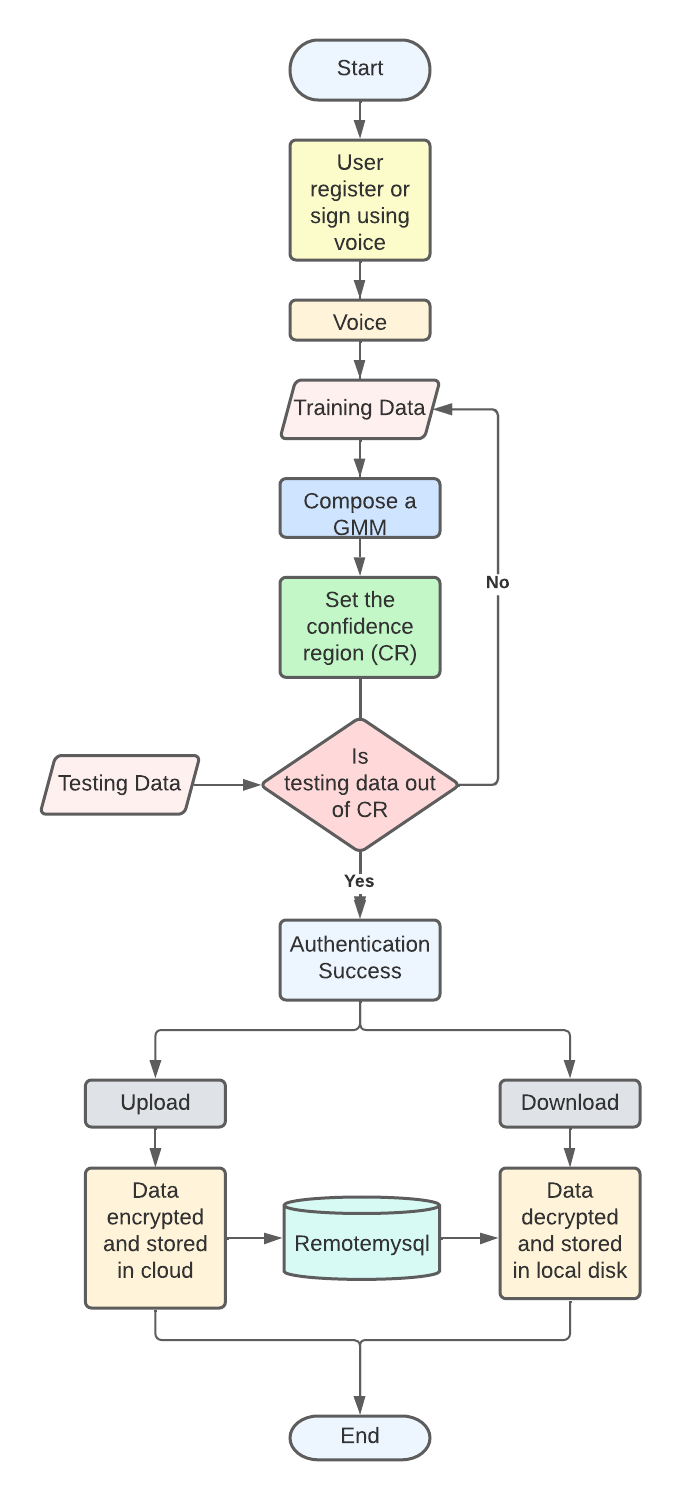 Start
User
register or
sign using
voice
Voice
Training Data
Compose a
GMM
No
Set the
confidence
region (CR)
Testing Data
Is
testing data out
of CR
Yes
Authentication
Success
Upload
Download
Data
encrypted
and stored
in cloud
Remotemysql
Data
decrypted
and stored
in local disk
End